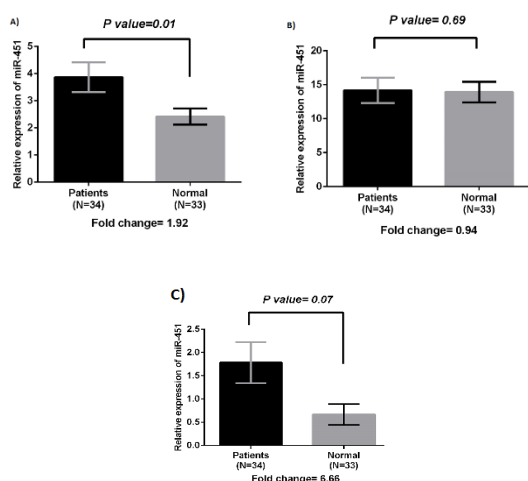 A)
P value=0.01
Relative expression of miR-451
5
4
3
2
1
0
Patients
(N=34)
Normal
(N=33)
Fold change= 1.92
B)
P value = 0.69
Relative expression of miR-451
20
15
10
5
0
Patients
(N=34)
Normal
(N=33)
Fold change= 0.94
C)
P value= 0.07
Relative expression of miR-451
2.5
2.0
1.5
1.0
0.5
0.0
Patients
(N=34)
Normal
(N=33)
Fold change= 6.66